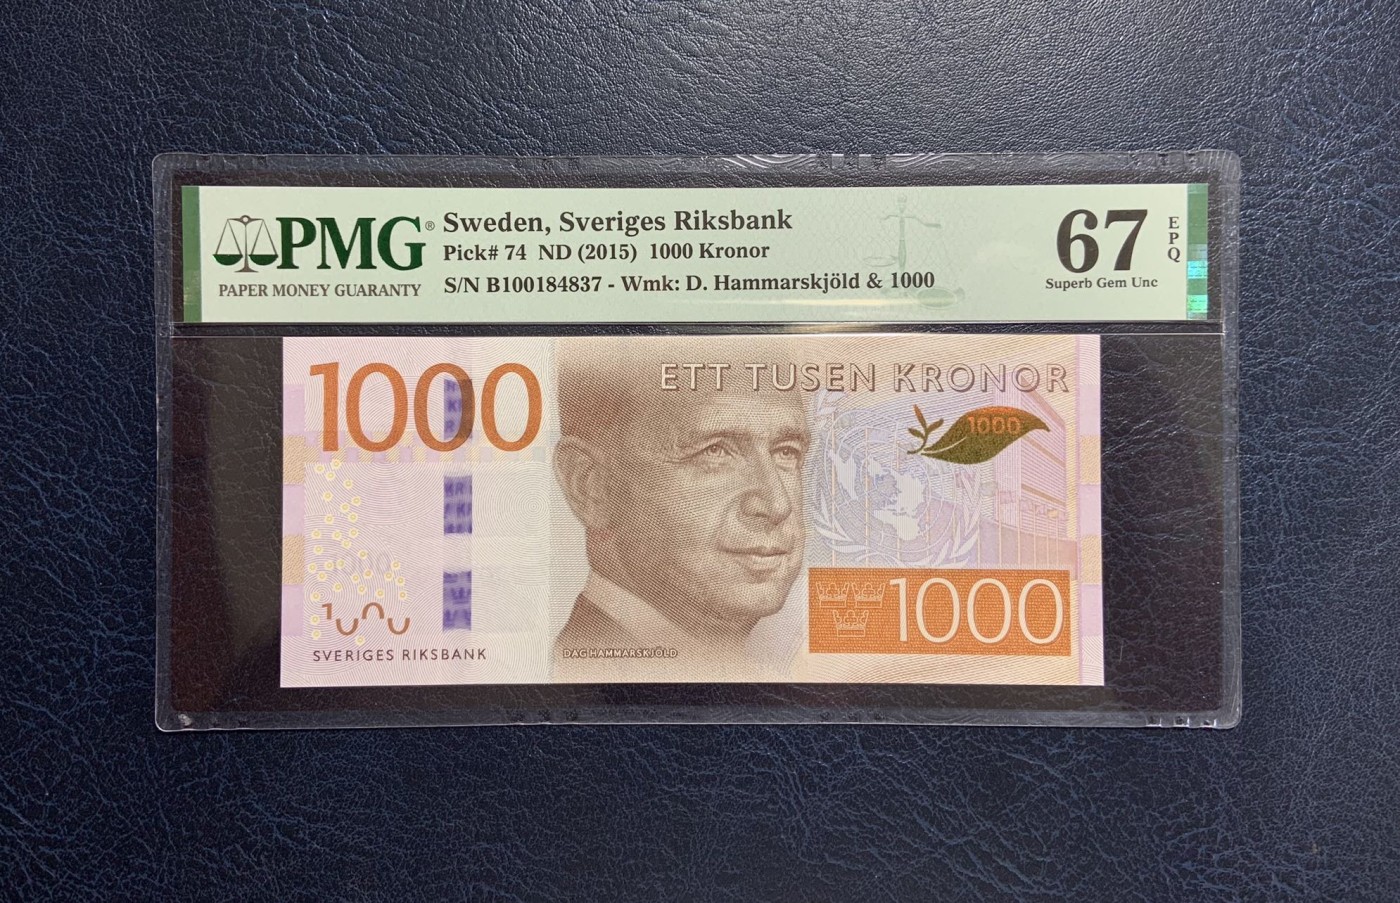 PMG®
PAPER MONEY GUARANTY
Sweden, Sveriges Riksbank
Pick# 74 ND (2015) 1000 Kronor
S/N B100184837 - Wmk: D. Hammarskjöld & 1000
67
Superb Gem Unc
EPQ
1000
ETT TUSEN KRONOR
1000
1000
1000
SVERIGES RIKSBANK
DAG HAMMARSKJÖLD